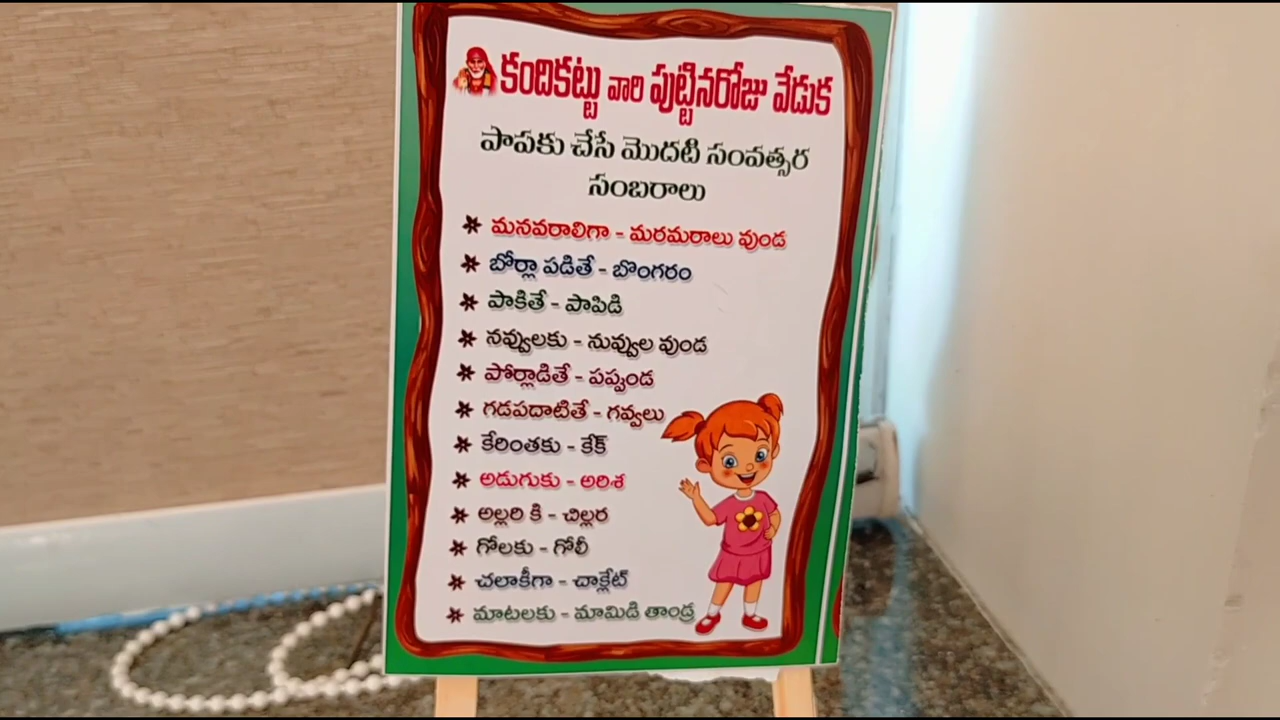 కందికట్టు వారి పుట్టినరోజు వేడుక
పాపకు చేసే మొదటి సంవత్సర
సంబరాలు
మనవరాలిగా - మరమరాలు వుండ
బోర్లా పడితే - బొంగరం
పాకితే - పాపిడి
నవ్వులకు - నువ్వుల వుండ
పోర్లాడితే - పప్పుండ
గడపదాటితే - గవ్వలు
కేరింతకు - కేక్
అడుగుకు - అరిశ
అల్లరి కి - చిల్లర
గోలకు - గోలీ
చలాకీగా - చాక్లేట్
మాటలకు - మామిడి తాండ్ర